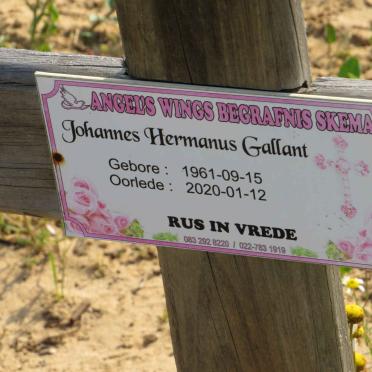 ANGEL'S WINGS BEGRAFNIS SKEMA
Johannes Hermanus Gallant
Gebore : 1961-09-15
Oorlede : 2020-01-12
RUS IN VREDE
083 292 8220 / 022-783 1919